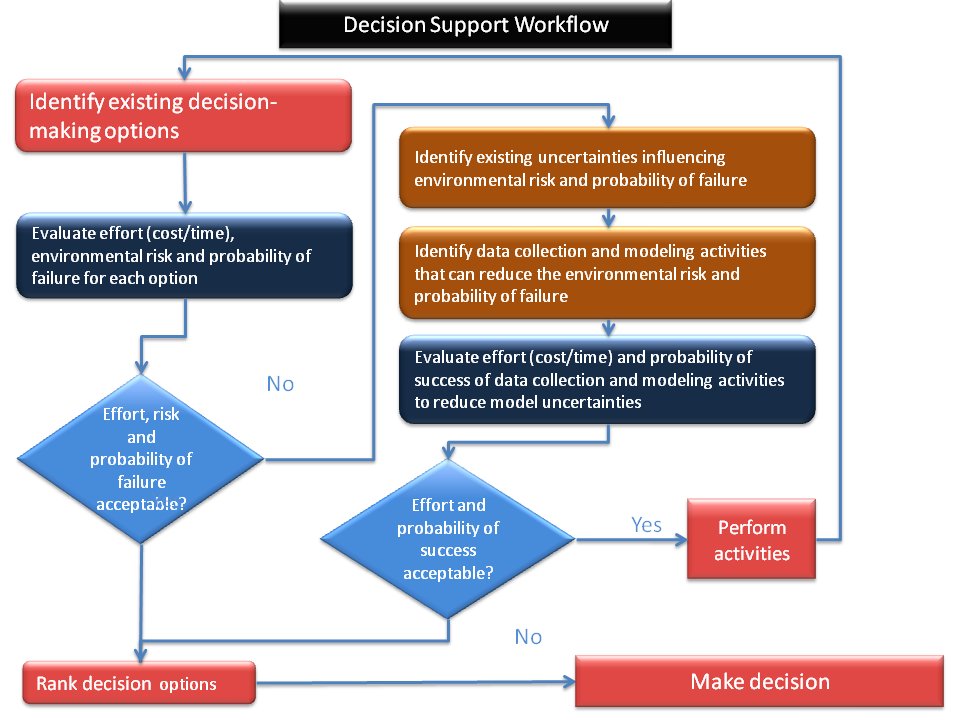 Decision Support Workflow
Identify existing decision-
making options
Evaluate effort (cost/time),
environmental risk and probability of
failure for each option
No
Effort, risk
and
probability of
failure
acceptable?
Identify existing uncertainties influencing
environmental risk and probability of failure
Identify data collection and modeling activities
that can reduce the environmental risk and
probability of failure
Evaluate effort (cost/time) and probability of
success of data collection and modeling activities
to reduce model uncertainties
Effort and
probability of
success
acceptable?
Yes
Perform
activities
No
Rank decision options
Make decision